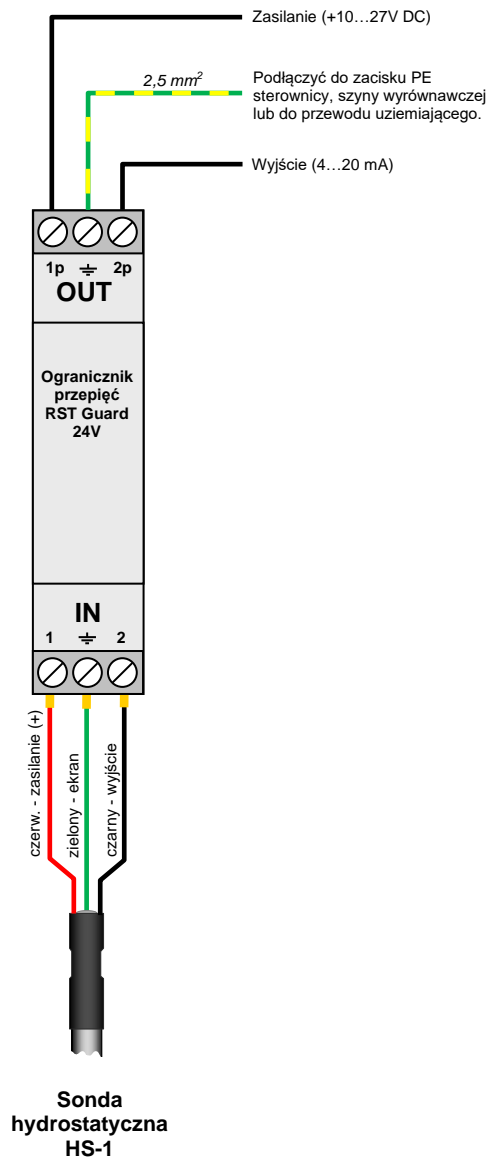 Zasilanie (+10…27V DC)
2,5 mm²
Podłączyć do zacisku PE
sterownicy, szyny wyrównawczej
lub do przewodu uziemiającego.
Wyjście (4…20 mA)
1p 2p
OUT
Ogranicznik
przepięć
RST Guard
24V
IN
1 2
czerw. - zasilanie (+)
zielony - ekran
czarny - wyjście
Sonda
hydrostatyczna
HS-1